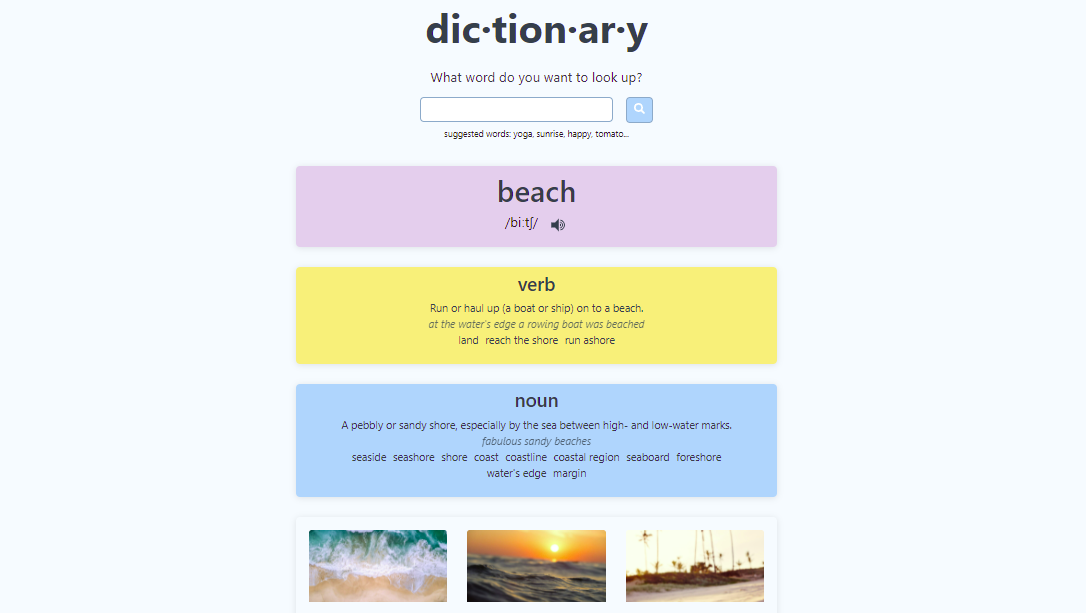 dic·tion·ar·y
What word do you want to look up?
suggested words: yoga, sunrise, happy, tomato...
beach
/biːtʃ/
verb
Run or haul up (a boat or ship) on to a beach.
at the water's edge a rowing boat was beached
land reach the shore run ashore
noun
A pebbly or sandy shore, especially by the sea between high- and low-water marks.
fabulous sandy beaches
seaside seashore shore coast coastline coastal region seaboard foreshore
water's edge margin